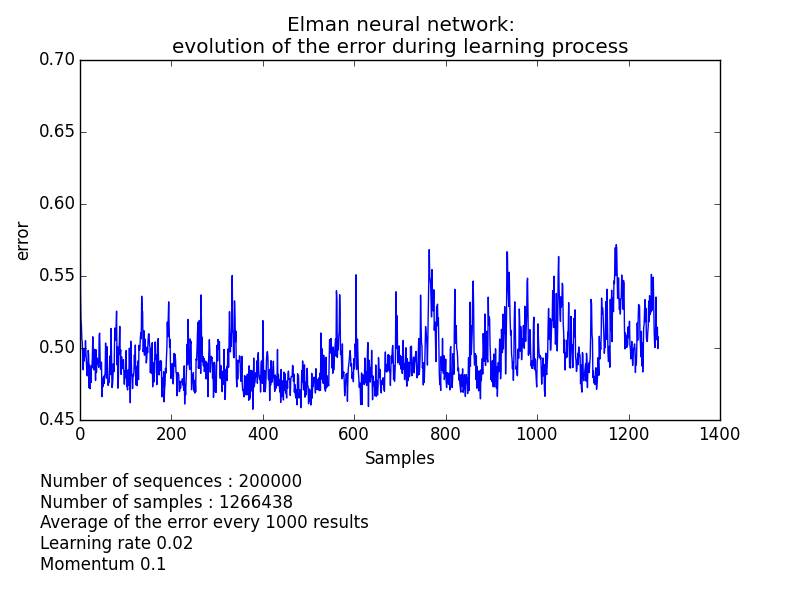 Elman neural network:
evolution of the error during learning process
0.70
0.65
0.60
0.55
0.50
0.45
error
0 200 400 600 800 1000 1200 1400
Samples
Number of sequences : 200000
Number of samples : 1266438
Average of the error every 1000 results
Learning rate 0.02
Momentum 0.1